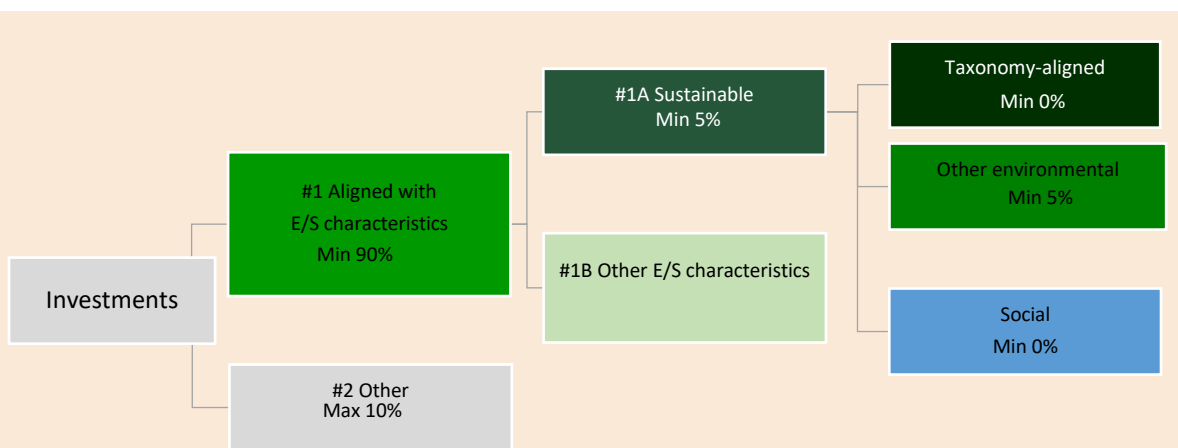 Investments
#1 Aligned with
E/S characteristics
Min 90%
#2 Other
Max 10%
#1A Sustainable
Min 5%
#1B Other E/S characteristics
Taxonomy-aligned
Min 0%
Other environmental
Min 5%
Social
Min 0%